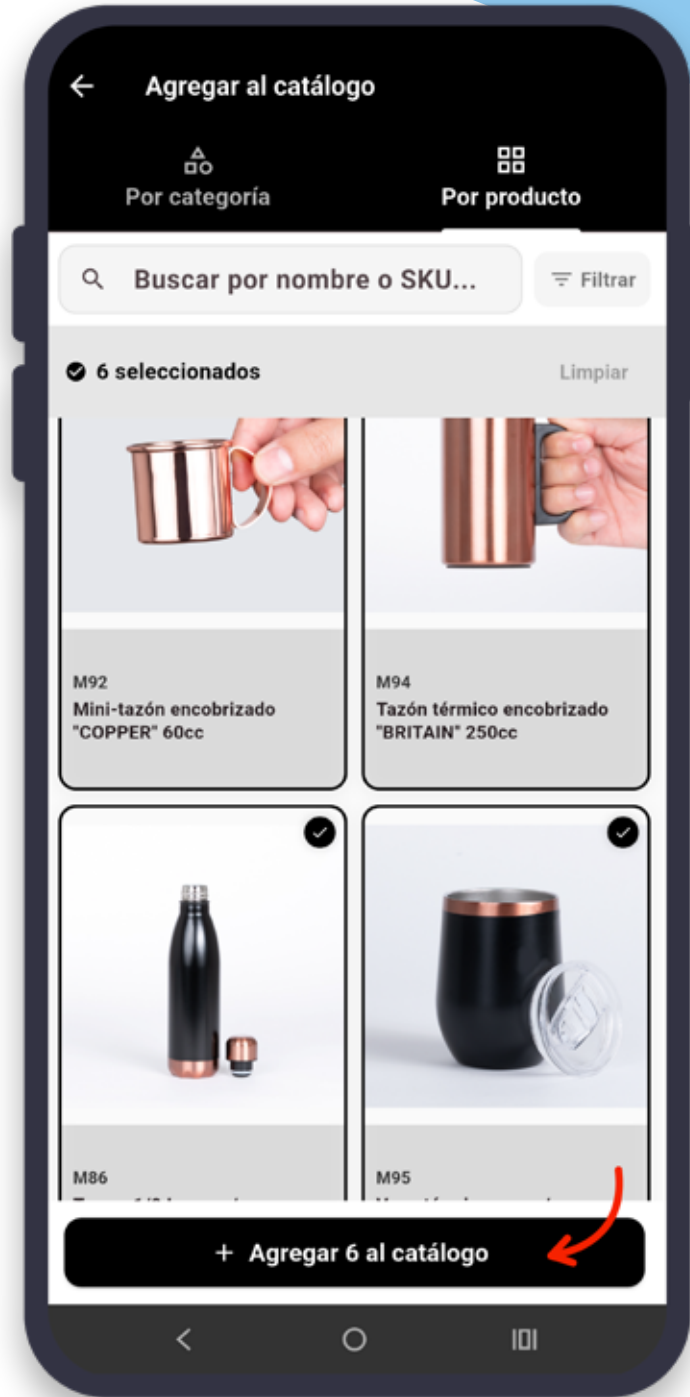 Agregar al catálogo
Por categoría
Por producto
Buscar por nombre o SKU...
Filtrar
6 seleccionados
Limpiar
M92
Mini-tazón encobrizado
"COPPER" 60cc
M94
Tazón térmico encobrizado
"BRITAIN" 250cc
M86
M95
+ Agregar 6 al catálogo